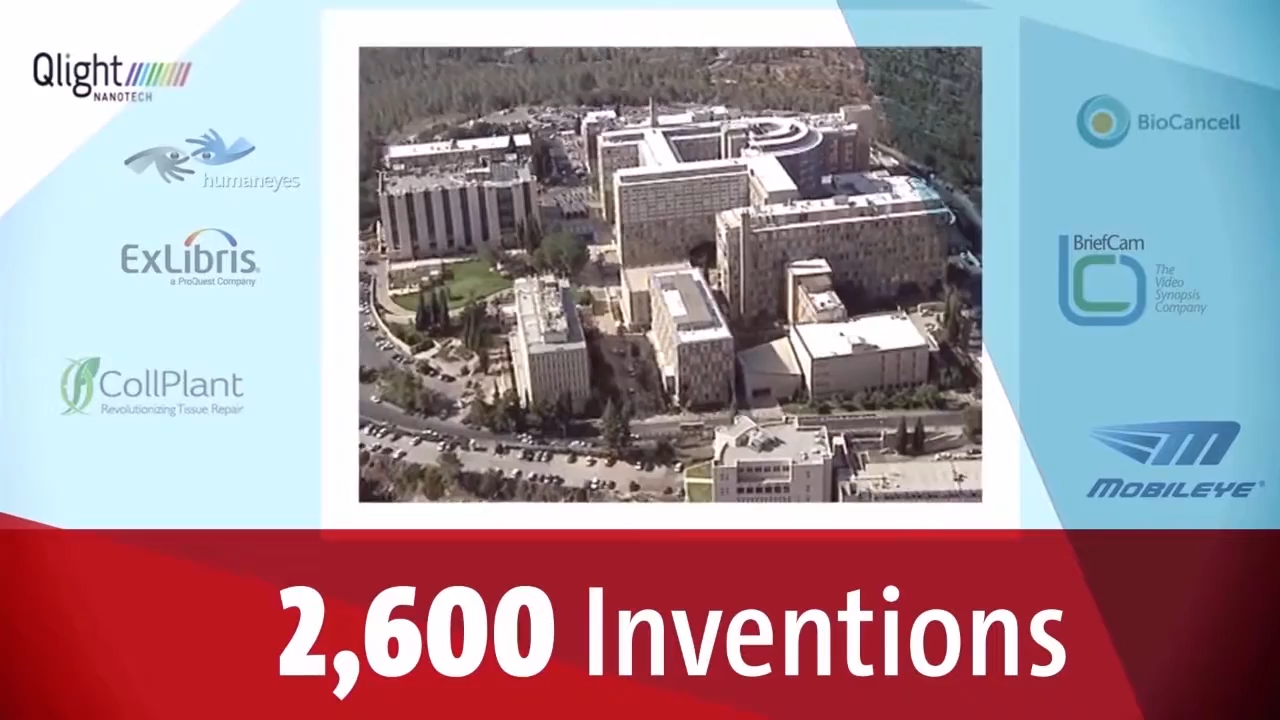 Qlight
NANOTECH
humaneyes
ExLibris
a ProQuest Company
CollPlant
Revolutionizing Tissue Repair
BioCancell
BriefCam
The
Video
Synopsis
Company
MOBILEYE®
2,600 Inventions